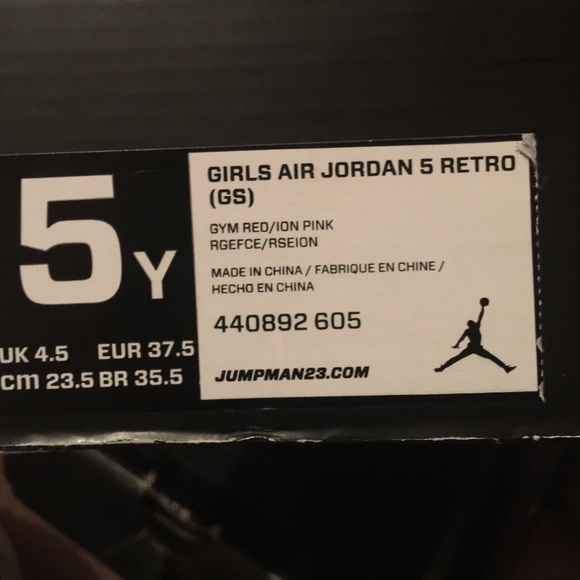 5Y
UK 4.5 EUR 37.5
cm 23.5 BR 35.5
GIRLS AIR JORDAN 5 RETRO
(GS)
GYM RED/ION PINK
RGEFCE/RSEION
MADE IN CHINA / FABRIQUE EN CHINE /
HECHO EN CHINA
440892 605
JUMPMAN23.COM